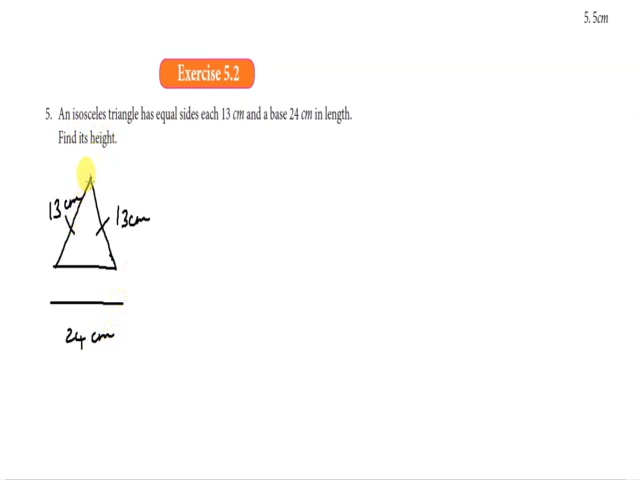 5. 5cm
Exercise 5.2
5. An isosceles triangle has equal sides each 13 cm and a base 24 cm in length.
Find its height.
13 cm
13cm
24 cm